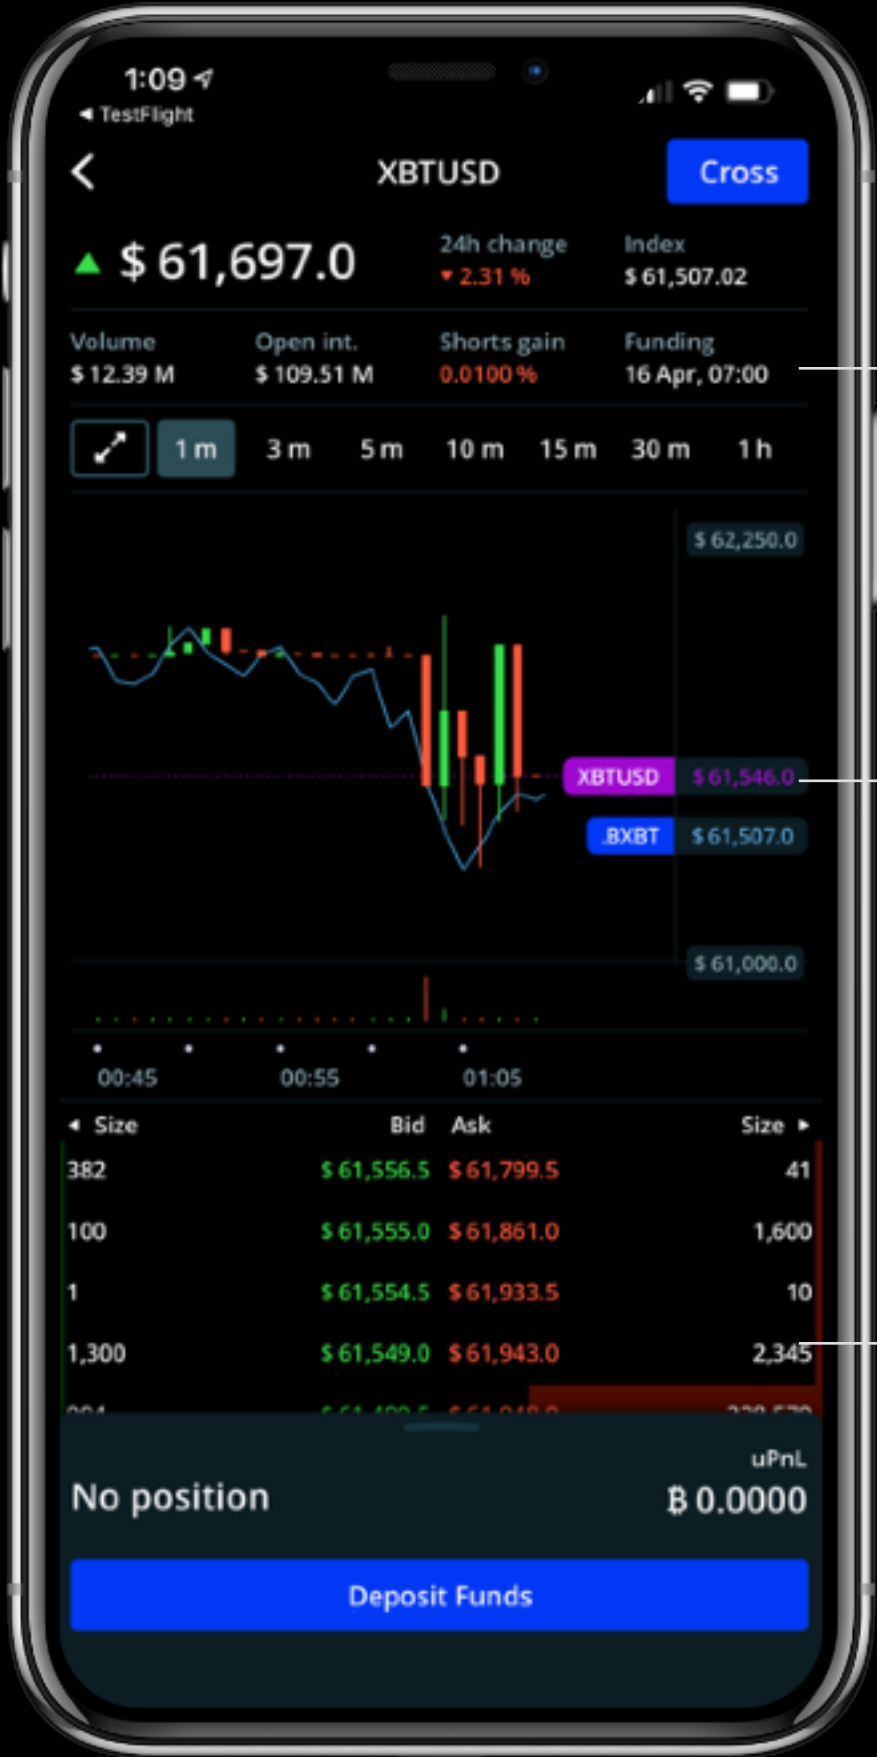 1:09
◀ TestFlight
XBTUSD
Cross
▲ $ 61,697.0
24h change
▼ 2.31 %
Index
$ 61,507.02
Volume
$ 12.39 M
Open int.
$ 109.51 M
Shorts gain
0.0100 %
Funding
16 Apr, 07:00
1 m 3 m 5 m 10 m 15 m 30 m 1 h
$ 62,250.0
XBTUSD $ 61,546.0
.BXBT $ 61,507.0
$ 61,000.0
00:45 00:55 01:05
◀ Size Bid Ask Size ▶
382 $ 61,556.5 $ 61,799.5 41
100 $ 61,555.0 $ 61,861.0 1,600
1 $ 61,554.5 $ 61,933.5 10
1,300 $ 61,549.0 $ 61,943.0 2,345
uPnL
No position ₿ 0.0000
Deposit Funds